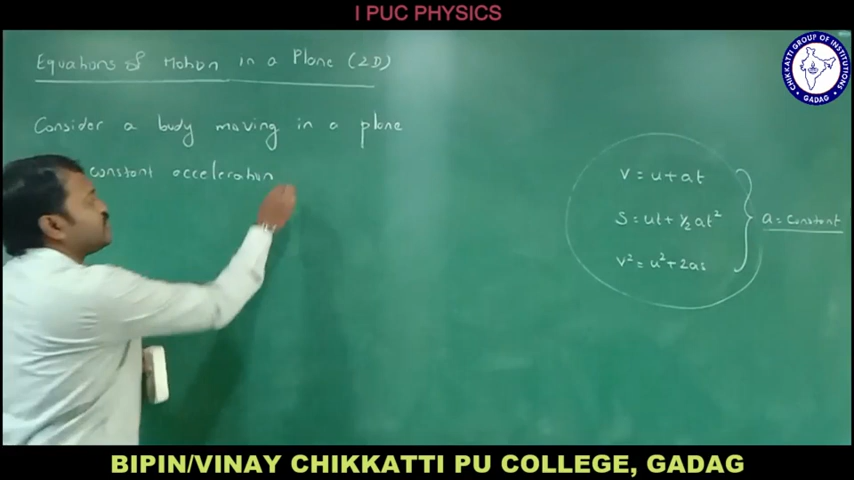 I PUC PHYSICS
CHIKKATTI GROUP OF INSTITUTIONS
GADAG
Equations of Motion in a Plane (2D)
Consider a body moving in a plane
constant acceleration
V = u + at
S = ut + 1/2 at²
V² = u² + 2as
a = constant
BIPIN/VINAY CHIKKATTI PU COLLEGE, GADAG